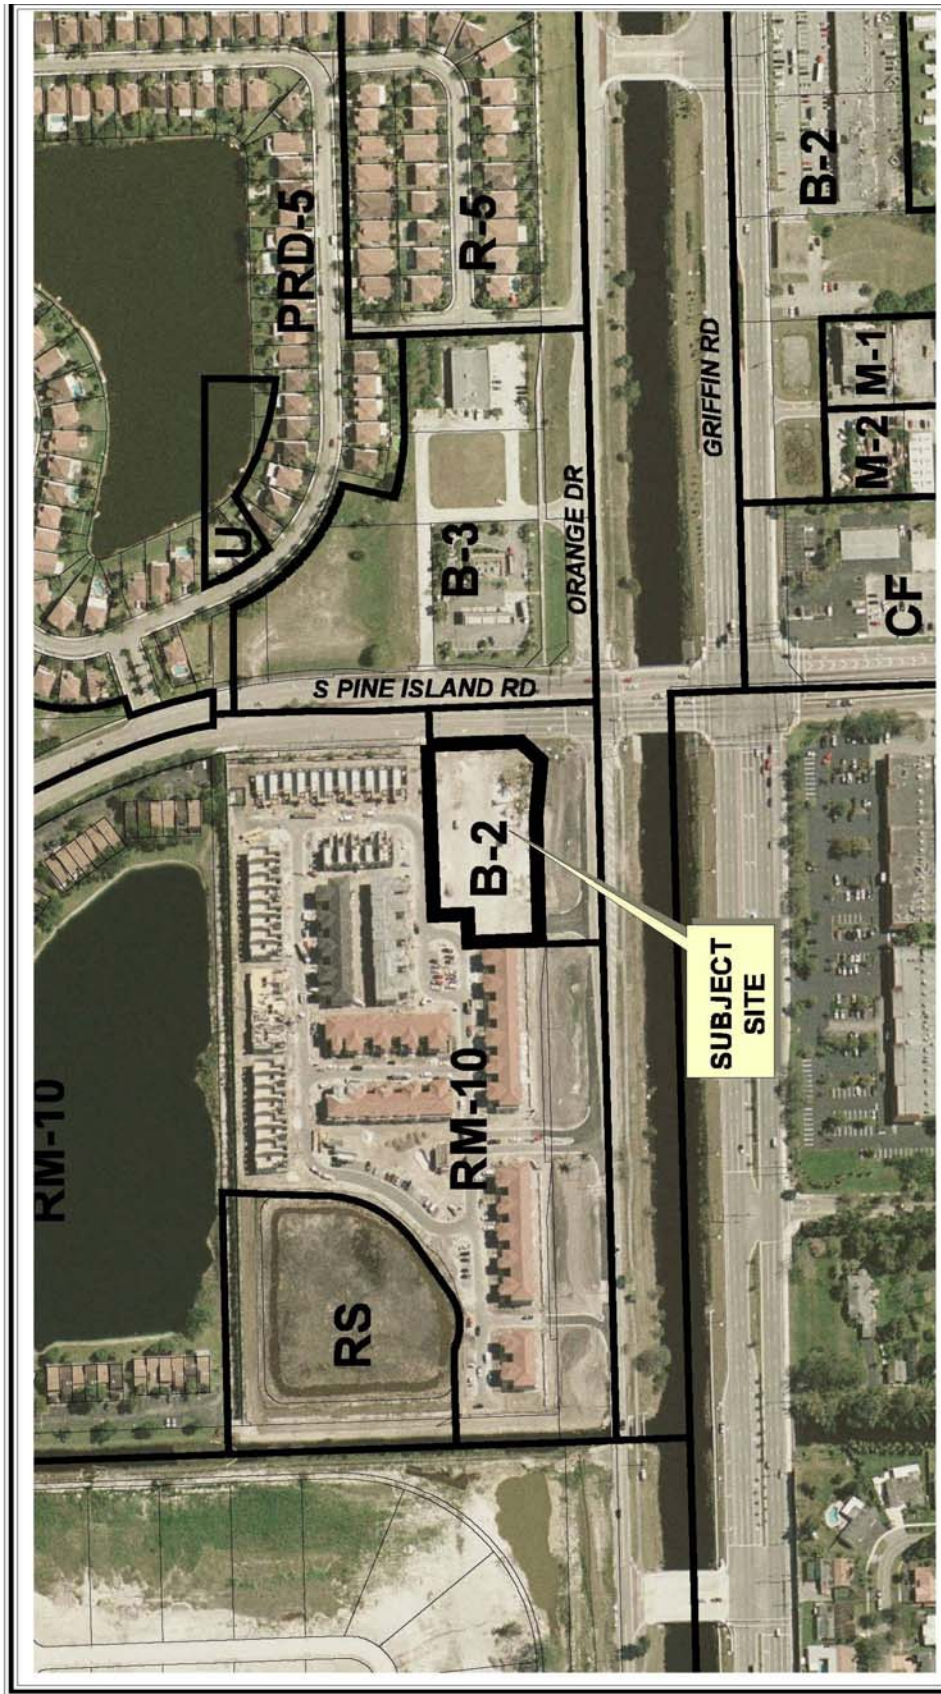 RM-10
U
PRD-5
RS
S PINE ISLAND RD
RM-10
B-2
B-3
R-5
ORANGE DR
SUBJECT
SITE
GRIFFIN RD
B-2
CF
M-2
M-1